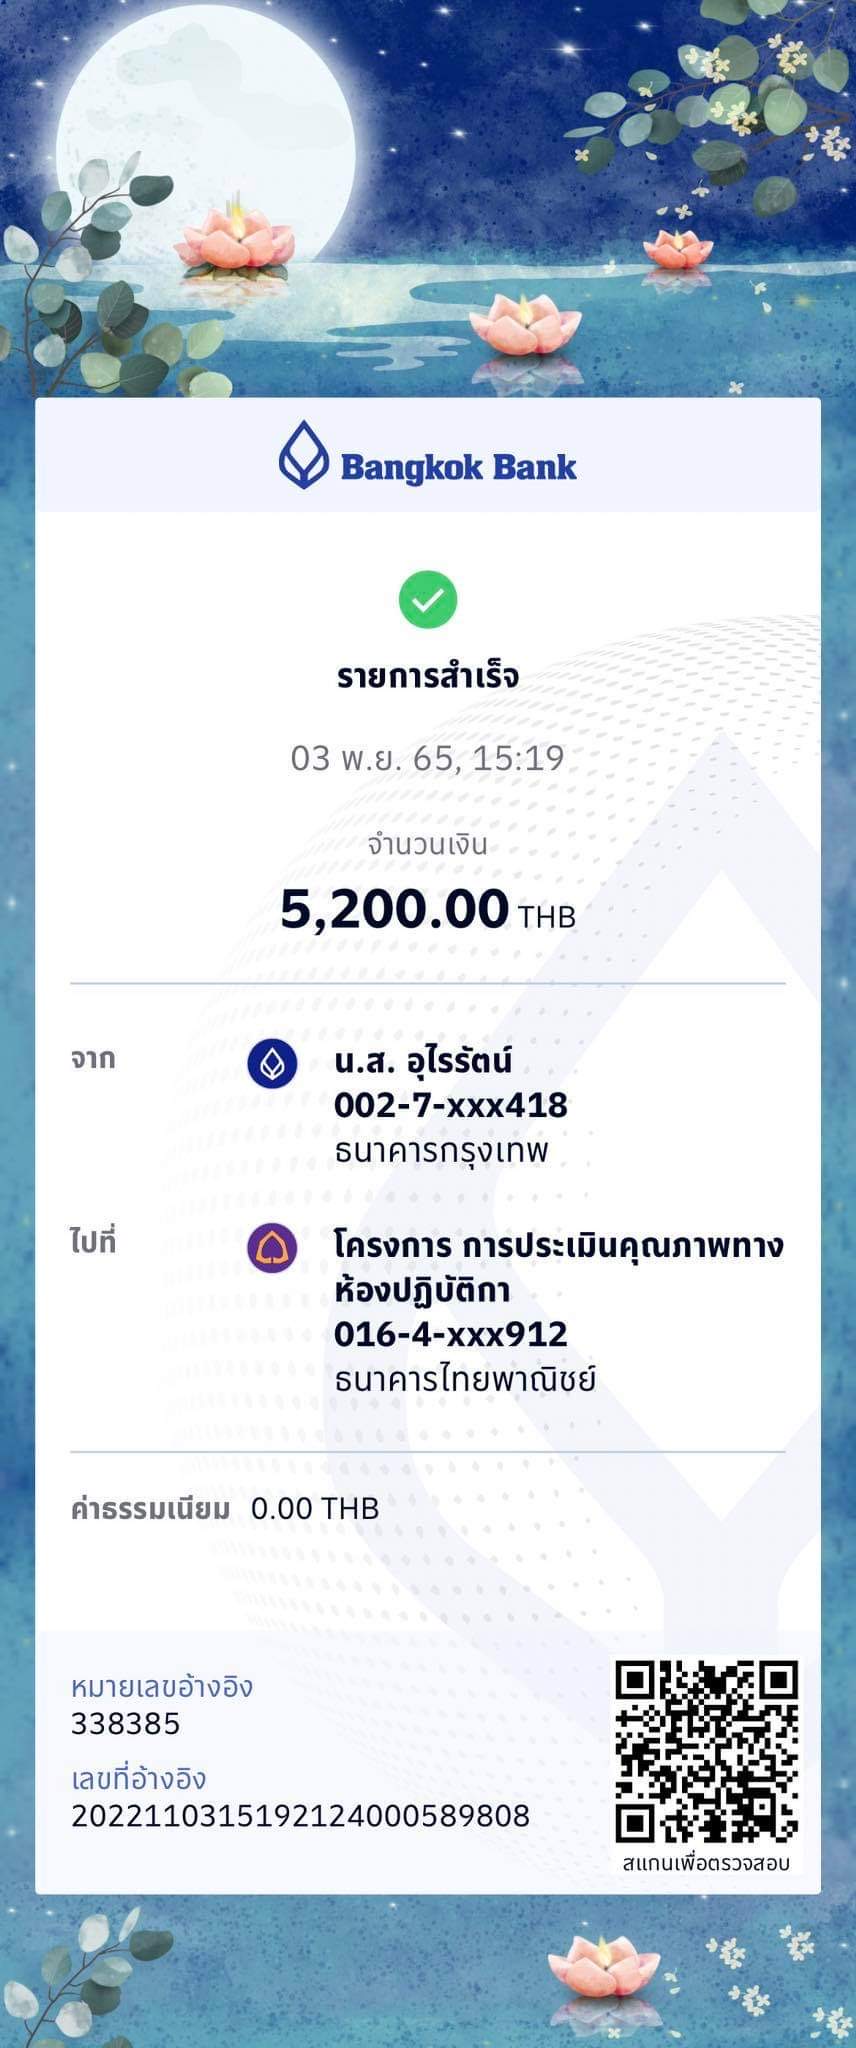 Bangkok Bank
รายการสำเร็จ
03 พ.ย. 65, 15:19
จำนวนเงิน
5,200.00 THB
จาก
น.ส. อุไรรัตน์
002-7-xxx418
ธนาคารกรุงเทพ
ไปที่
โครงการ การประเมินคุณภาพทาง
ห้องปฏิบัติกา
016-4-xxx912
ธนาคารไทยพาณิชย์
ค่าธรรมเนียม 0.00 THB
หมายเลขอ้างอิง
338385
เลขที่อ้างอิง
2022110315192124000589808
สแกนเพื่อตรวจสอบ